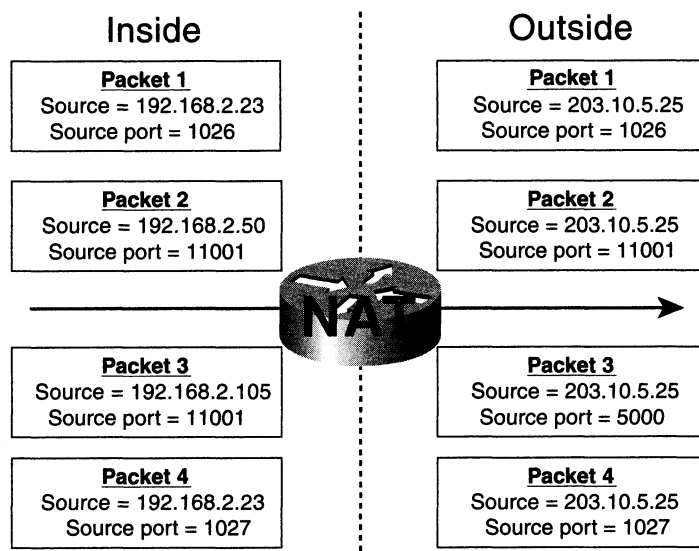 Inside
Outside
Packet 1
Source = 192.168.2.23
Source port = 1026
Packet 1
Source = 203.10.5.25
Source port = 1026
Packet 2
Source = 192.168.2.50
Source port = 11001
Packet 2
Source = 203.10.5.25
Source port = 11001
NAT
Packet 3
Source = 192.168.2.105
Source port = 11001
Packet 3
Source = 203.10.5.25
Source port = 5000
Packet 4
Source = 192.168.2.23
Source port = 1027
Packet 4
Source = 203.10.5.25
Source port = 1027